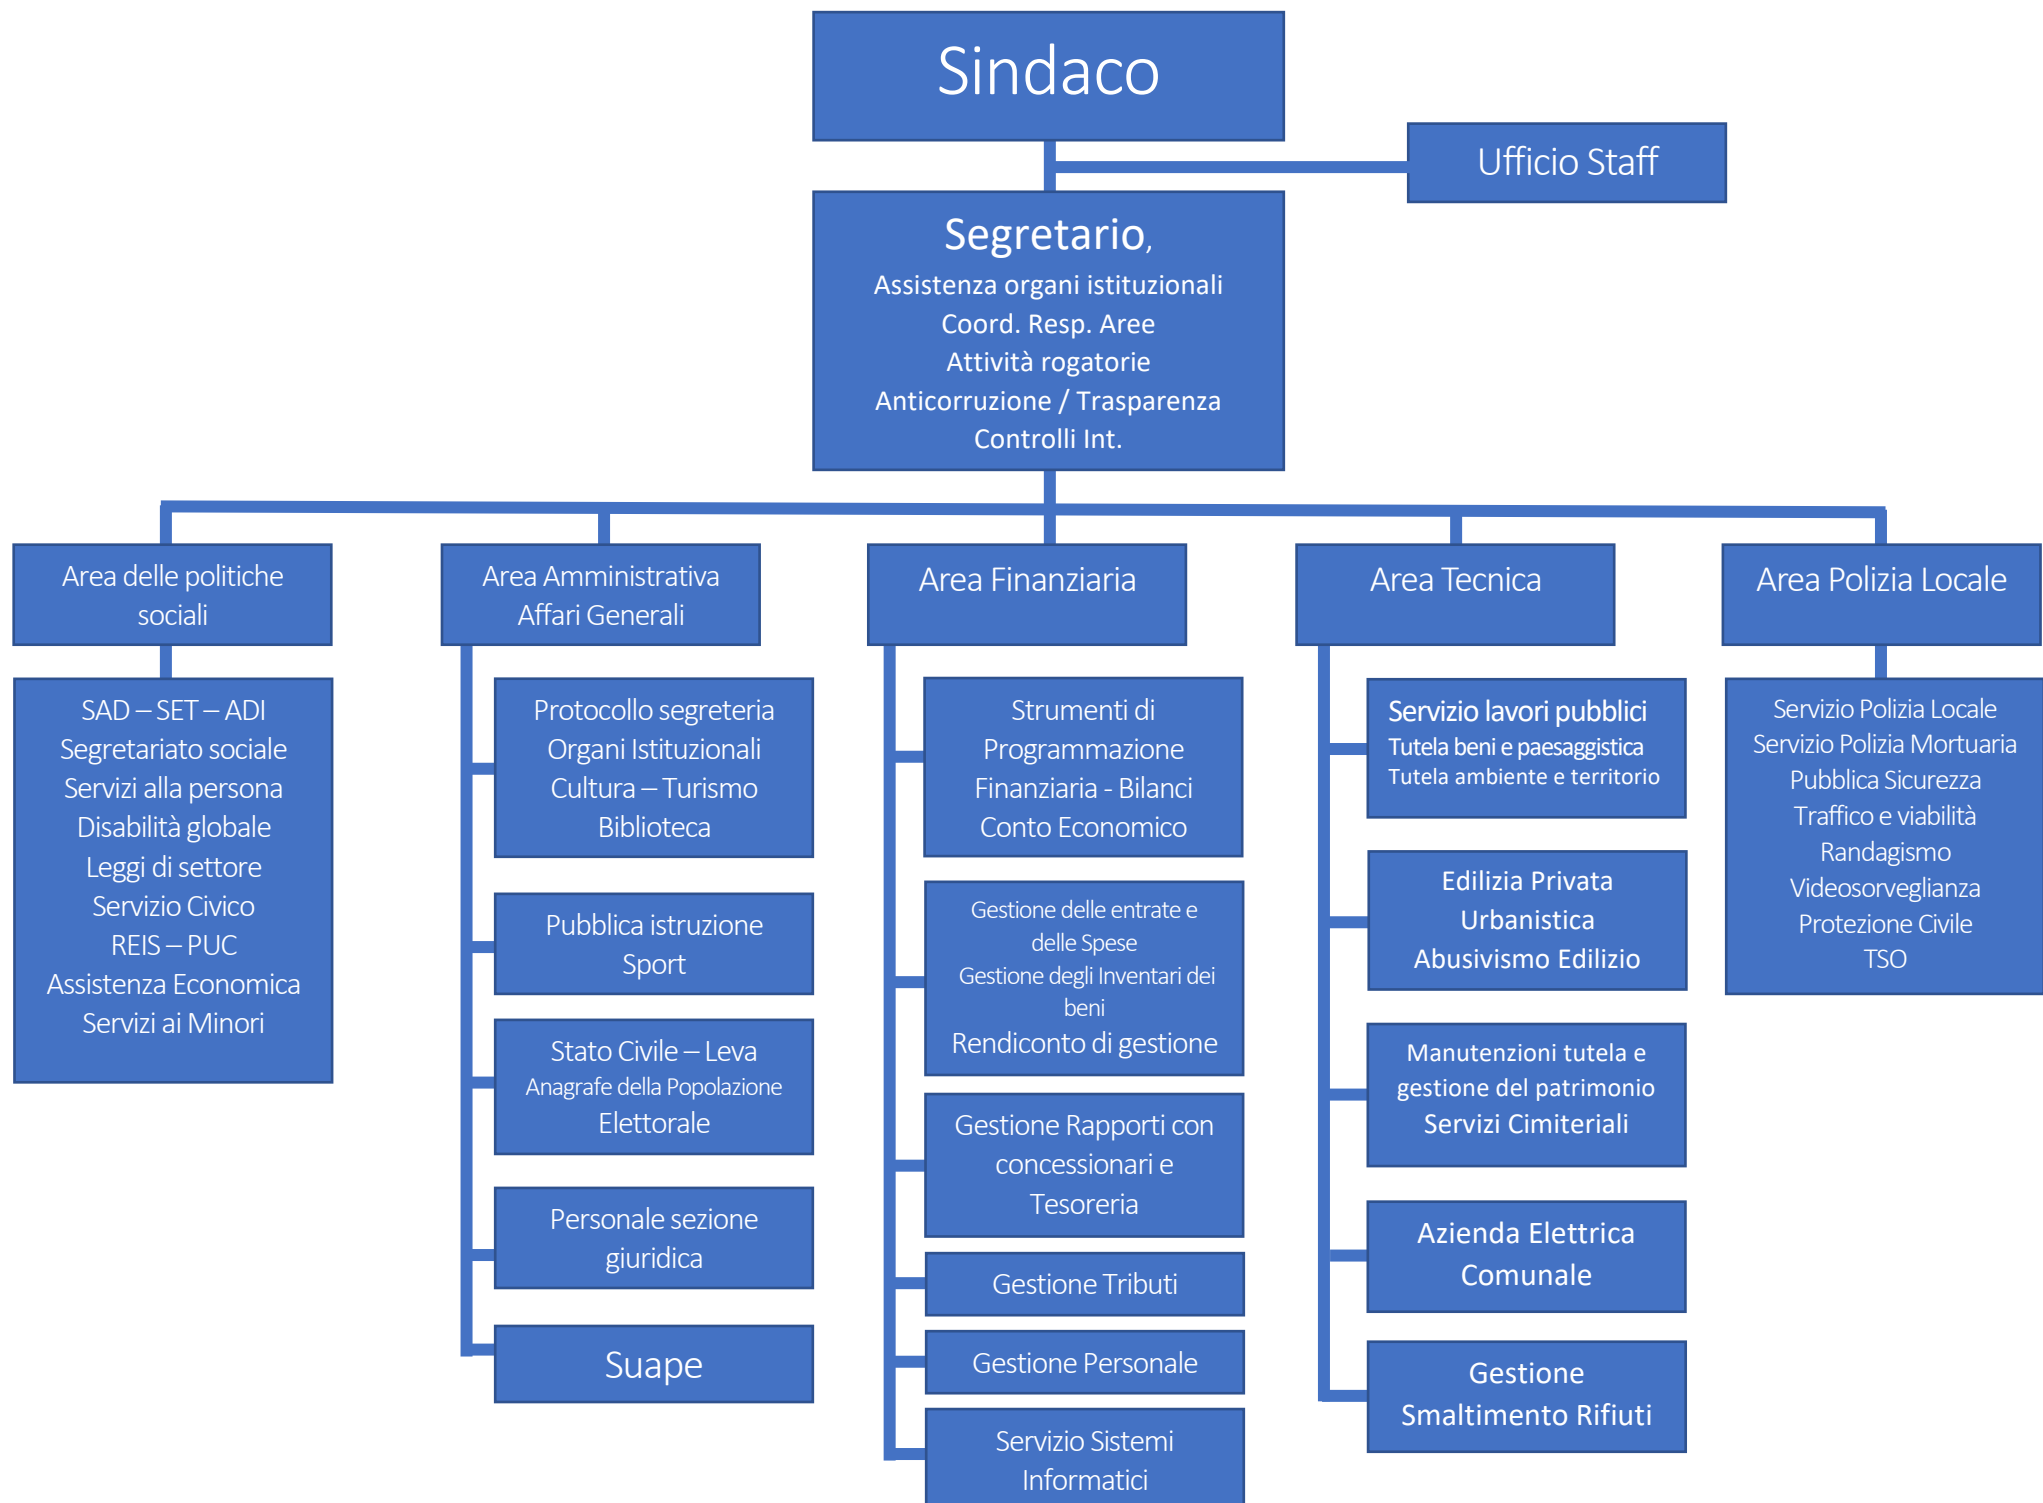 Sindaco
Ufficio Staff
Segretario,
Assistenza organi istituzionali
Coord. Resp. Aree
Attività rogatorie
Anticorruzione / Trasparenza
Controlli Int.
Area delle politiche
sociali
SAD – SET – ADI
Segretariato sociale
Servizi alla persona
Disabilità globale
Leggi di settore
Servizio Civico
REIS – PUC
Assistenza Economica
Servizi ai Minori
Area Amministrativa
Affari Generali
Protocollo segreteria
Organi Istituzionali
Cultura – Turismo
Biblioteca
Pubblica istruzione
Sport
Stato Civile – Leva
Anagrafe della Popolazione
Elettorale
Personale sezione
giuridica
Suape
Area Finanziaria
Strumenti di
Programmazione
Finanziaria - Bilanci
Conto Economico
Gestione delle entrate e
delle Spese
Gestione degli Inventari dei
beni
Rendiconto di gestione
Gestione Rapporti con
concessionari e
Tesoreria
Gestione Tributi
Gestione Personale
Servizio Sistemi
Informatici
Area Tecnica
Servizio lavori pubblici
Tutela beni e paesaggistica
Tutela ambiente e territorio
Edilizia Privata
Urbanistica
Abusivismo Edilizio
Manutenzioni tutela e
gestione del patrimonio
Servizi Cimiteriali
Azienda Elettrica
Comunale
Gestione
Smaltimento Rifiuti
Area Polizia Locale
Servizio Polizia Locale
Servizio Polizia Mortuaria
Pubblica Sicurezza
Traffico e viabilità
Randagismo
Videosorveglianza
Protezione Civile
TSO